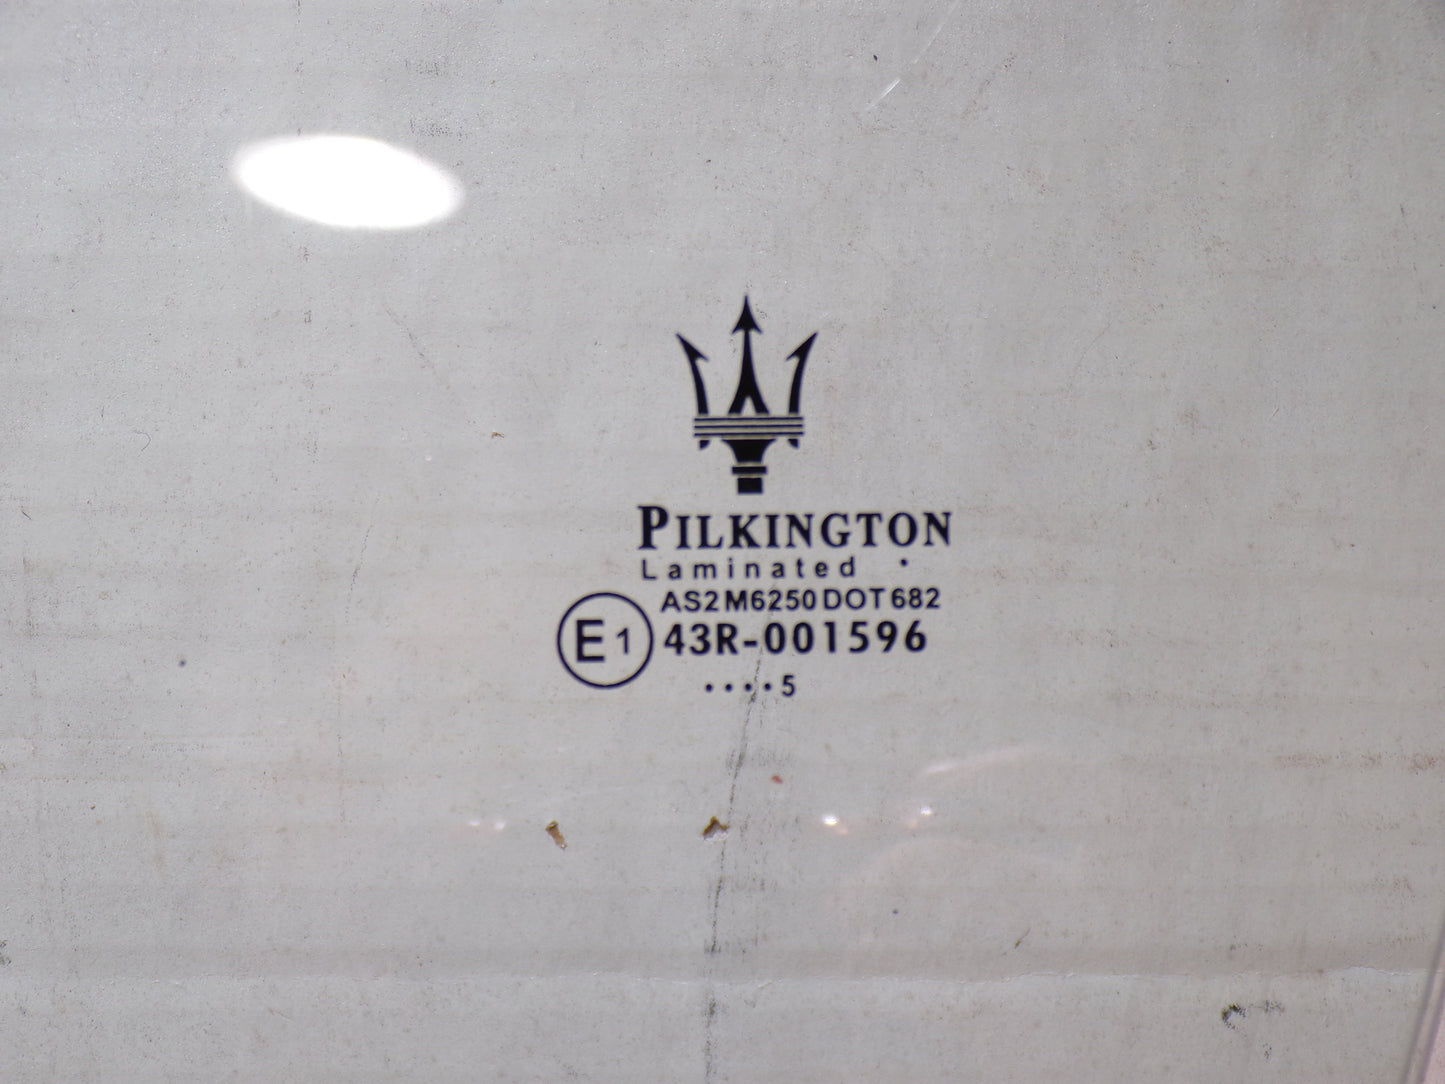 PILKINGTON
Laminated
AS2 M6250 DOT 682
E1 43R-001596
····5